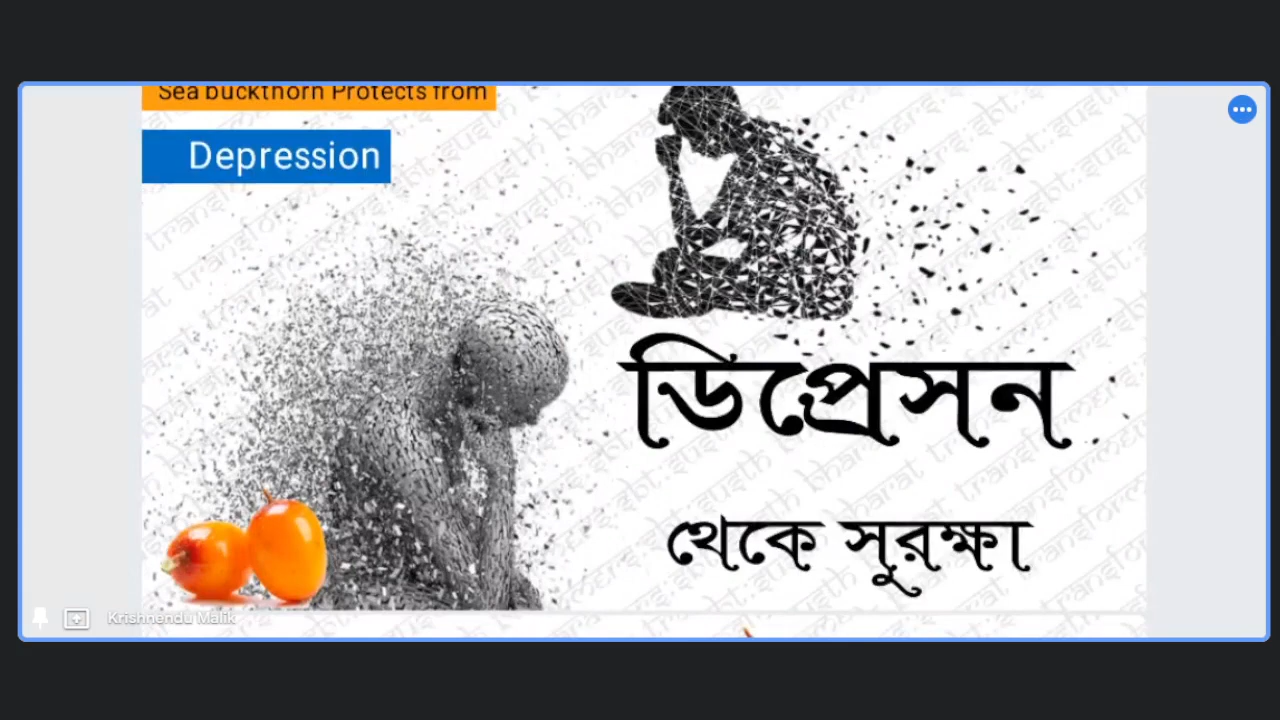 Sea buckthorn Protects from
Depression
ডিপ্রেসন
থেকে সুরক্ষা
Krishnendu Malik